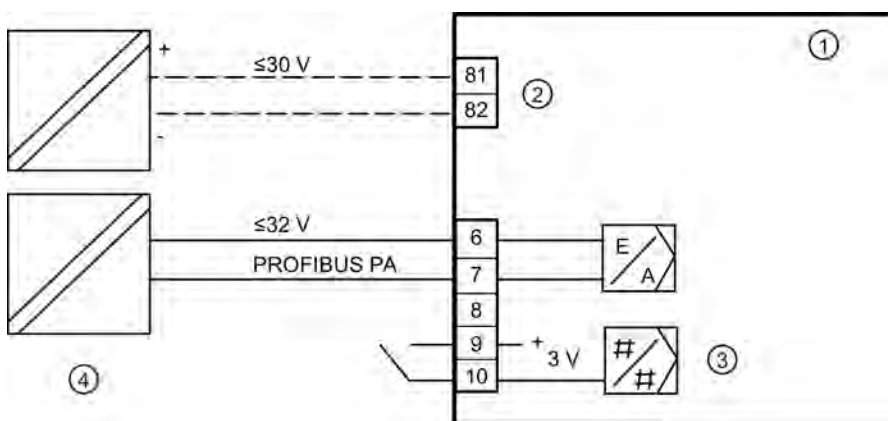 +
≤30 V
81
①
②
82
-
≤32 V
6
E
A
PROFIBUS PA
7
8
9
+
3 V
#
#
③
10
④